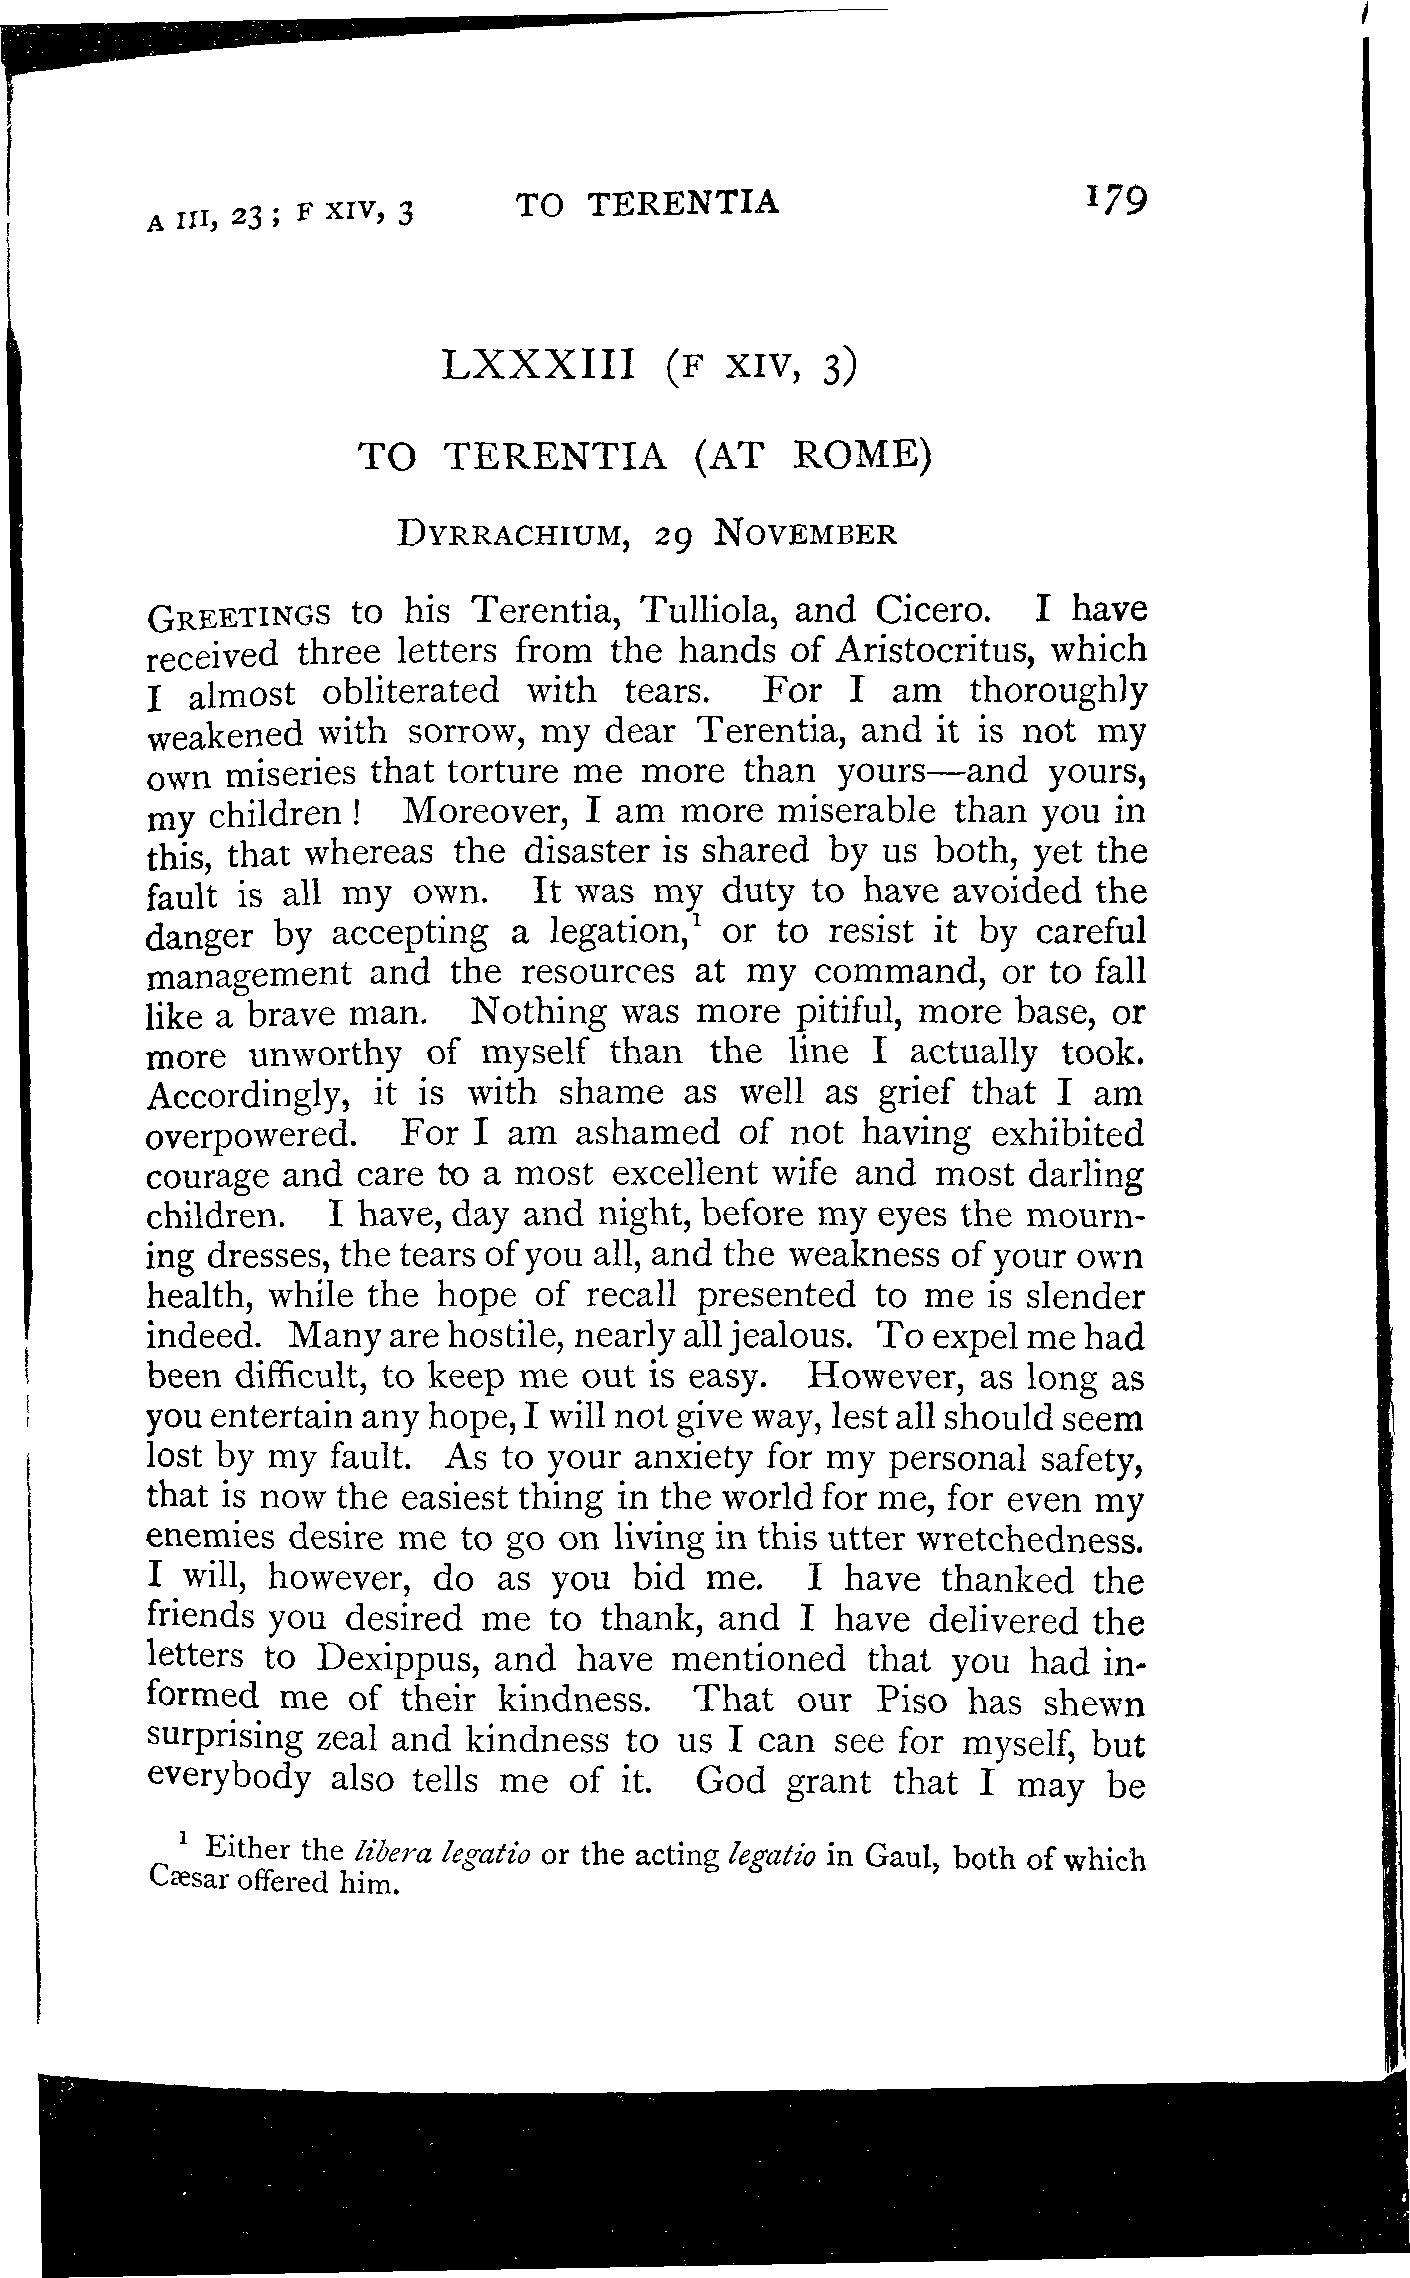 A III, 23; F XIV, 3 TO TERENTIA 179
LXXXIII (F XIV, 3)
TO TERENTIA (AT ROME)
DYRRACHIUM, 29 NOVEMBER
GREETINGS to his Terentia, Tulliola, and Cicero. I have
received three letters from the hands of Aristocritus, which
I almost obliterated with tears. For I am thoroughly
weakened with sorrow, my dear Terentia, and it is not my
own miseries that torture me more than yours—and yours,
my children! Moreover, I am more miserable than you in
this, that whereas the disaster is shared by us both, yet the
fault is all my own. It was my duty to have avoided the
danger by accepting a legation,¹ or to resist it by careful
management and the resources at my command, or to fall
like a brave man. Nothing was more pitiful, more base, or
more unworthy of myself than the line I actually took.
Accordingly, it is with shame as well as grief that I am
overpowered. For I am ashamed of not having exhibited
courage and care to a most excellent wife and most darling
children. I have, day and night, before my eyes the mourn-
ing dresses, the tears of you all, and the weakness of your own
health, while the hope of recall presented to me is slender
indeed. Many are hostile, nearly all jealous. To expel me had
been difficult, to keep me out is easy. However, as long as
you entertain any hope, I will not give way, lest all should seem
lost by my fault. As to your anxiety for my personal safety,
that is now the easiest thing in the world for me, for even my
enemies desire me to go on living in this utter wretchedness.
I will, however, do as you bid me. I have thanked the
friends you desired me to thank, and I have delivered the
letters to Dexippus, and have mentioned that you had in-
formed me of their kindness. That our Piso has shewn
surprising zeal and kindness to us I can see for myself, but
everybody also tells me of it. God grant that I may be
¹ Either the libera legatio or the acting legatio in Gaul, both of which
Cæsar offered him.